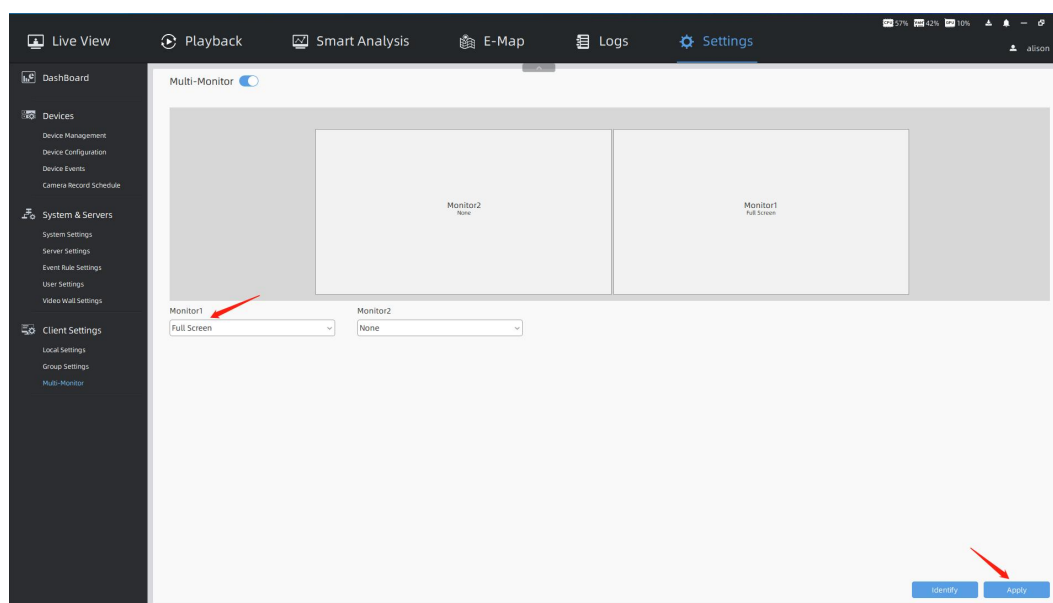 CPU 57% RAM 42% GPU 10%
Live View
Playback
Smart Analysis
E-Map
Logs
Settings
alison
DashBoard
Devices
Device Management
Device Configuration
Device Events
Camera Record Schedule
System & Servers
System Settings
Server Settings
Event Rule Settings
User Settings
Video Wall Settings
Client Settings
Local Settings
Group Settings
Multi-Monitor
Multi-Monitor
Monitor2
None
Monitor1
Full Screen
Monitor1
Monitor2
Full Screen
None
Identify
Apply